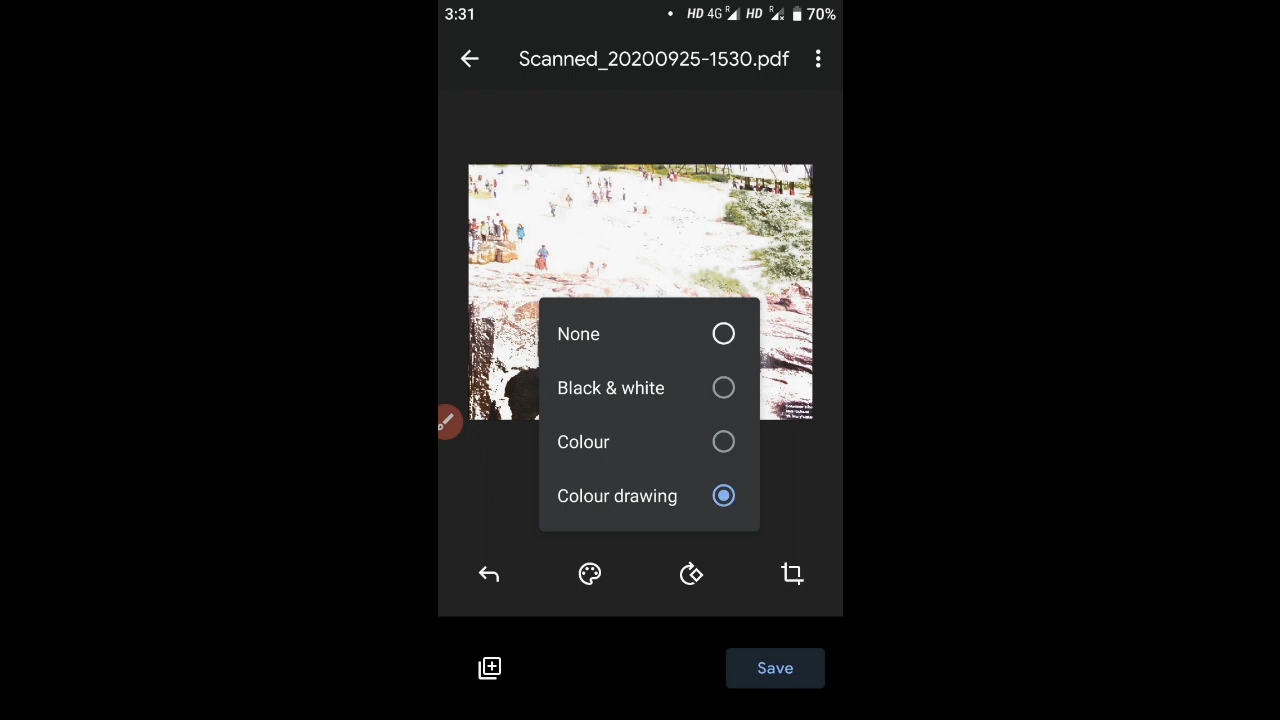 3:31
HD 4G R HD R 70%
Scanned_20200925-1530.pdf
None
Black & white
Colour
Colour drawing
Save